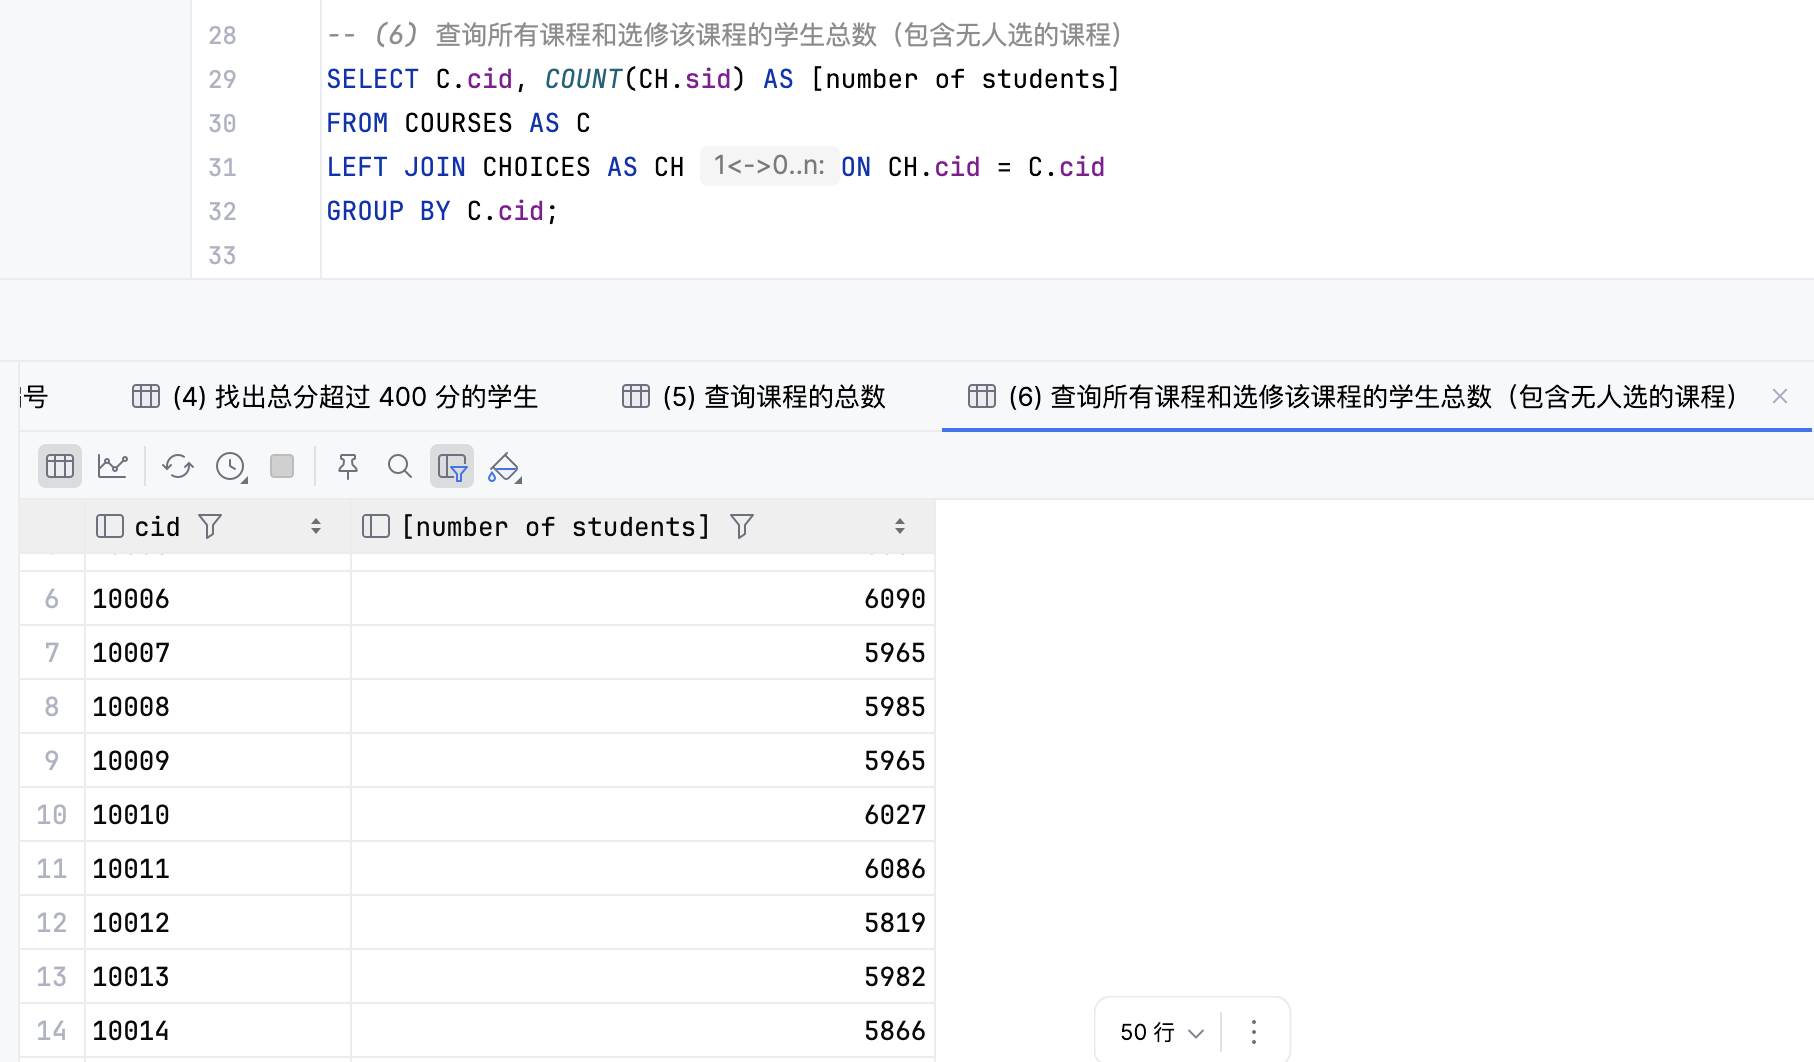 28 -- (6) 查询所有课程和选修该课程的学生总数（包含无人选的课程）
29 SELECT C.cid, COUNT(CH.sid) AS [number of students]
30 FROM COURSES AS C
31 LEFT JOIN CHOICES AS CH 1<->0..n: ON CH.cid = C.cid
32 GROUP BY C.cid;
33
号 (4) 找出总分超过 400 分的学生 (5) 查询课程的总数 (6) 查询所有课程和选修该课程的学生总数（包含无人选的课程）
cid [number of students]
6 10006 6090
7 10007 5965
8 10008 5985
9 10009 5965
10 10010 6027
11 10011 6086
12 10012 5819
13 10013 5982
14 10014 5866
50 行